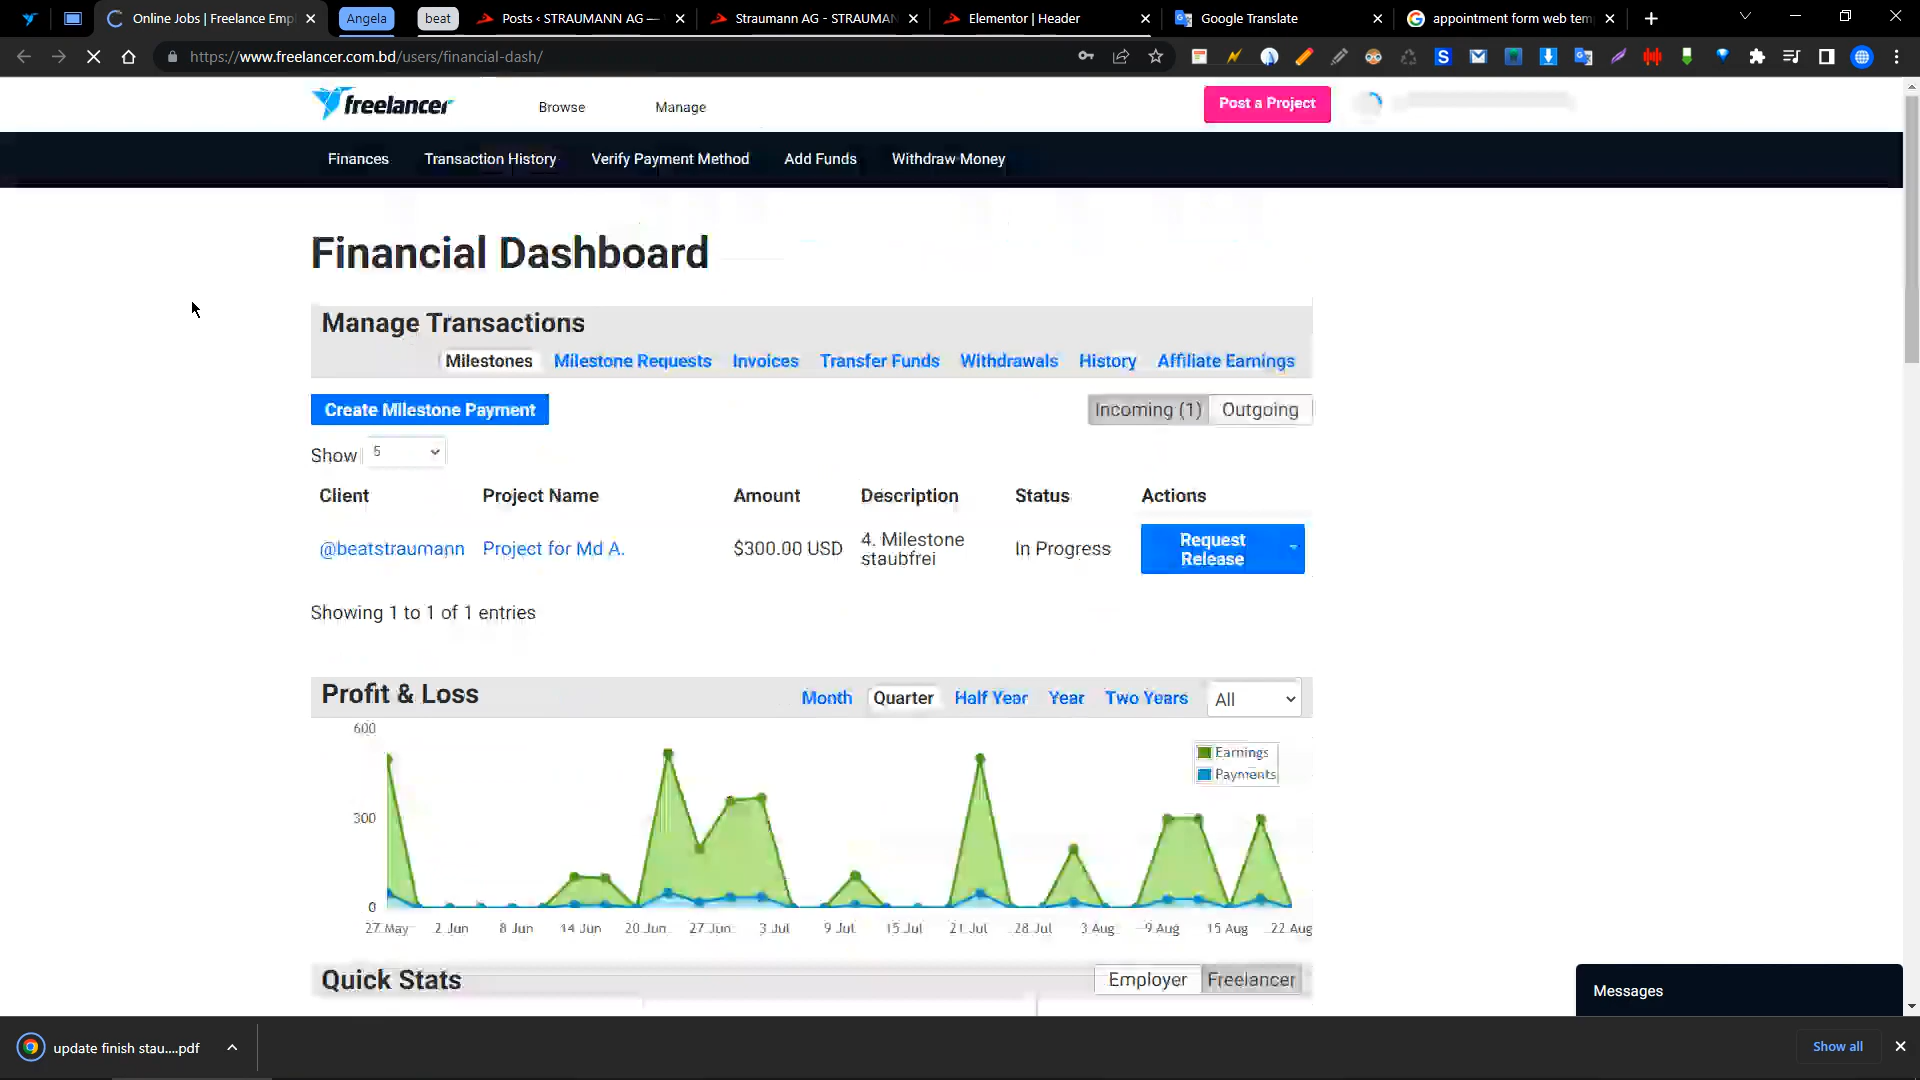 Online Jobs | Freelance Empl
Angela
beat
Posts ‹ STRAUMANN AG —
Straumann AG - STRAUMAN
Elementor | Header
Google Translate
appointment form web tem
https://www.freelancer.com.bd/users/financial-dash/
freelancer
Browse
Manage
Post a Project
Finances
Transaction History
Verify Payment Method
Add Funds
Withdraw Money
Financial Dashboard
Manage Transactions
Milestones
Milestone Requests
Invoices
Transfer Funds
Withdrawals
History
Affiliate Earnings
Create Milestone Payment
Incoming (1)
Outgoing
Show 5
Client Project Name Amount Description Status Actions
@beatstraumann Project for Md A. $300.00 USD 4. Milestone staubfrei In Progress Request Release
Showing 1 to 1 of 1 entries
Profit & Loss
Month
Quarter
Half Year
Year
Two Years
All
600
Earnings
Payments
300
0
27 May 2 Jun 8 Jun 14 Jun 20 Jun 27 Jun 3 Jul 9 Jul 15 Jul 21 Jul 28 Jul 3 Aug 9 Aug 15 Aug 22 Aug
Quick Stats
Employer
Freelancer
Messages
update finish stau....pdf
Show all